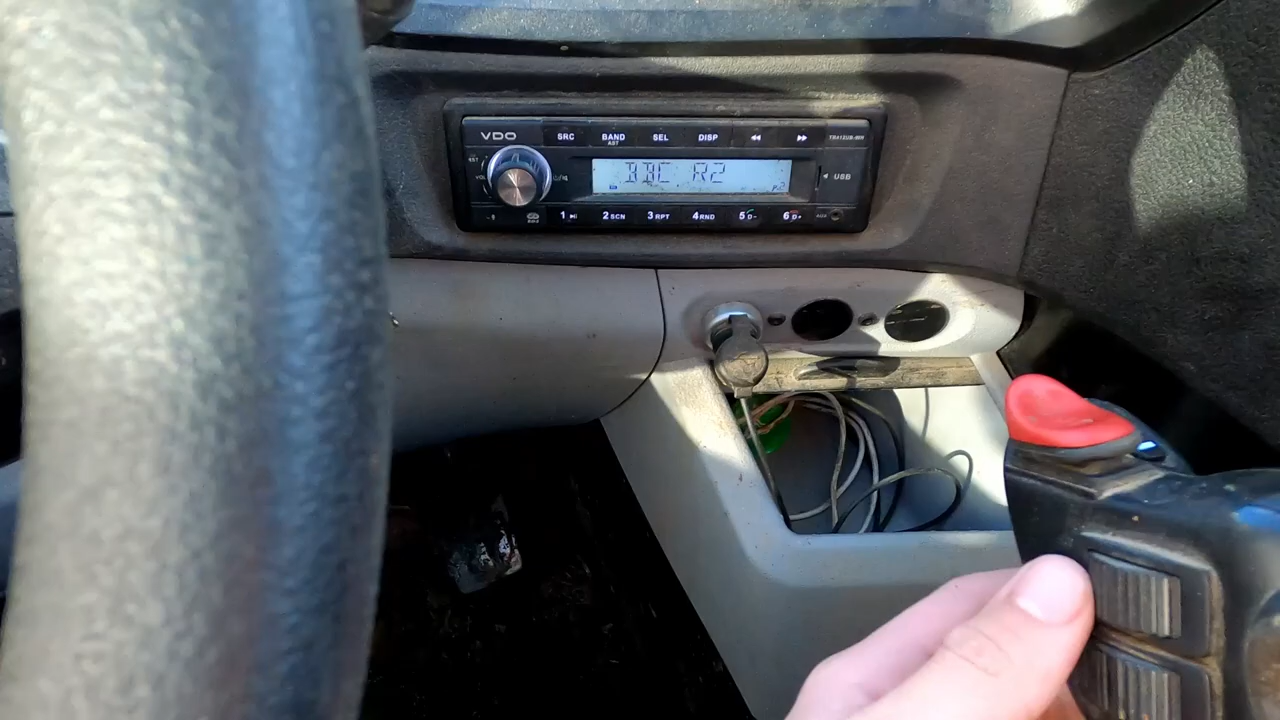 VDO SRC BAND SEL DISP TR412UB-WH
AST
BBC R2
VOL
USB
1 2 SCN 3 RPT 4 RND 5 D- 6 D+ AUX